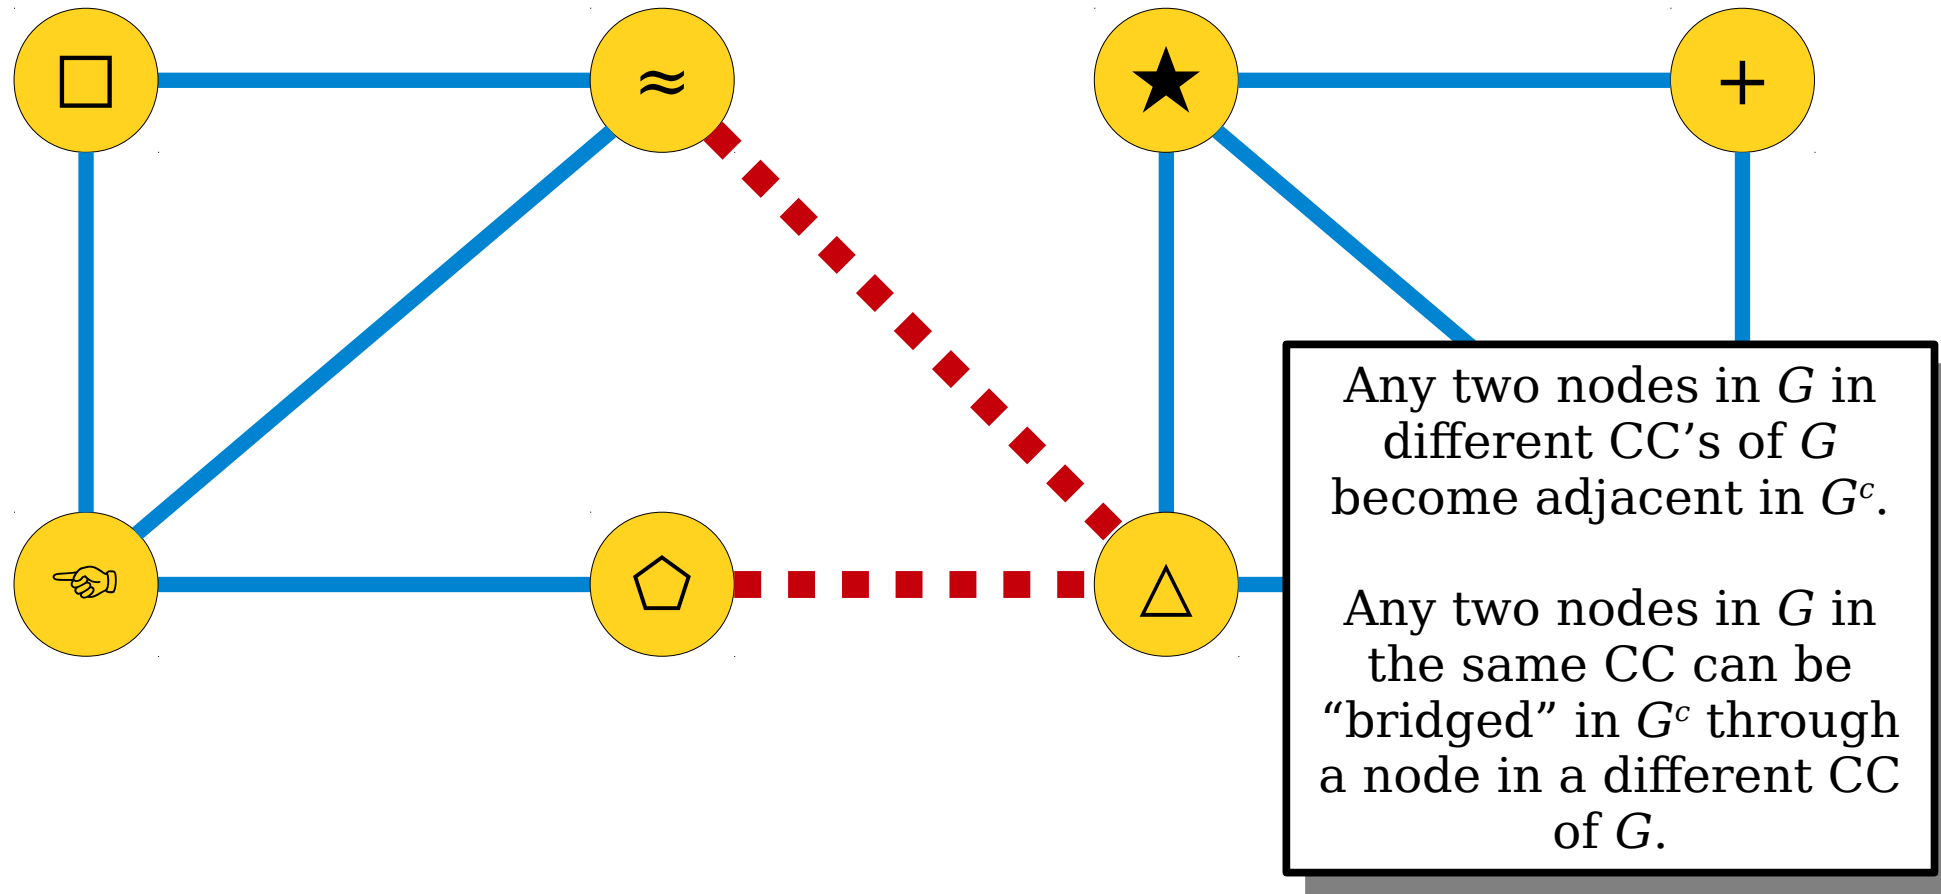 □ ≈ ★ +
☜ ⬠ △
Any two nodes in G in
different CC’s of G
become adjacent in Gᶜ.
Any two nodes in G in
the same CC can be
“bridged” in Gᶜ through
a node in a different CC
of G.